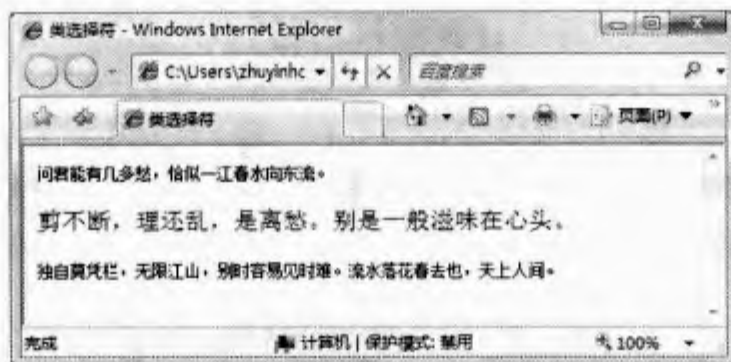 类选择符 - Windows Internet Explorer
C:\Users\zhuyinhc
百度搜索
类选择符
页面(P)
问君能有几多愁，恰似一江春水向东流。
剪不断，理还乱，是离愁。别是一般滋味在心头。
独自莫凭栏，无限江山，别时容易见时难。流水落花春去也，天上人间。
完成
计算机 | 保护模式: 禁用
100%